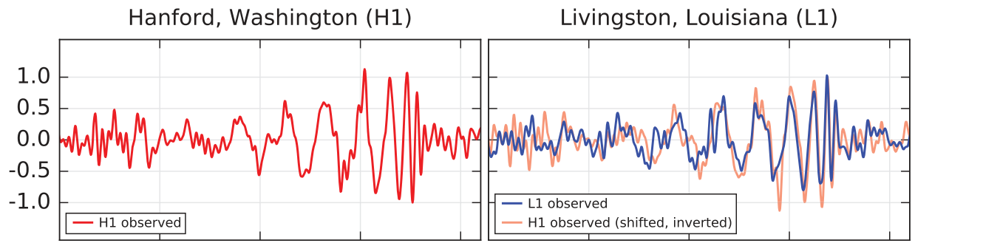 Hanford, Washington (H1)
Livingston, Louisiana (L1)
1.0
0.5
0.0
-0.5
-1.0
H1 observed
L1 observed
H1 observed (shifted, inverted)